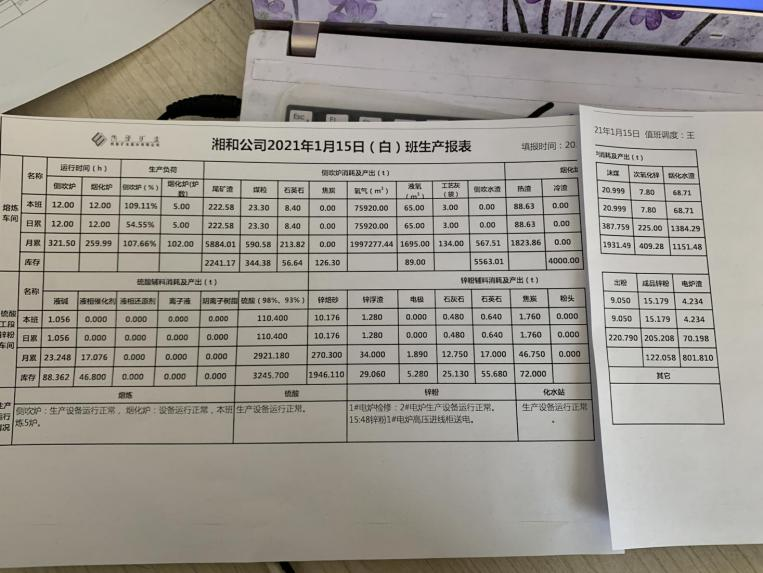 湘和公司2021年1月15日（白）班生产报表
填报时间：20
21年1月15日 值班调度：王
熔炼车间
名称 运行时间（h） 生产负荷 侧吹炉消耗及产出（t） 烟化炉
侧吹炉 烟化炉 侧吹炉（%） 烟化炉(炉数) 尾矿渣 煤粒 石英石 焦炭 氧气（m³） 液氧（m³） 工艺灰（袋） 侧吹水渣 热渣 冷渣 沫煤 次氧化锌 烟化水渣
本班 12.00 12.00 109.11% 5.00 222.58 23.30 8.40 0.00 75920.00 65.00 3.00 0.00 88.63 0.00 20.999 7.80 68.71
日累 12.00 12.00 54.55% 5.00 222.58 23.30 8.40 0.00 75920.00 65.00 3.00 0.00 88.63 0.00 20.999 7.80 68.71
月累 321.50 259.99 107.66% 102.00 5884.01 590.58 213.82 0.00 1997277.44 1695.00 134.00 567.51 1823.86 0.00 387.759 225.00 1384.29
库存 2241.17 344.38 56.64 126.30 89.00 5563.01 4000.00 1931.49 409.28 1151.48
硫酸工段 锌粉车间
名称 硫酸辅料消耗及产出（t） 锌粉辅料消耗及产出（t）
液碱 液相催化剂 液相还原剂 离子液 阴离子树脂 硫酸（98%、93%） 锌焙砂 锌浮渣 电极 石灰石 石英石 焦炭 粉头 出粉 成品锌粉 电炉渣
本班 1.056 0.000 0.000 0.000 0.000 110.400 10.176 1.280 0.000 0.480 0.640 1.760 0.000 9.050 15.179 4.234
日累 1.056 0.000 0.000 0.000 0.000 110.400 10.176 1.280 0.000 0.480 0.640 1.760 0.000 9.050 15.179 4.234
月累 23.248 17.076 0.000 0.000 0.000 2921.180 270.300 34.000 1.890 12.750 17.000 46.750 0.000 220.790 205.208 70.198
库存 88.362 46.800 0.000 0.000 0.000 3245.700 1946.110 29.060 5.280 25.130 55.680 72.000 122.058 801.810
生产运行情况
熔炼 硫酸 锌粉 化水站 其它
侧吹炉：生产设备运行正常，烟化炉：设备运行正常，本班炼5炉。
生产设备运行正常。
1#电炉检修：2#电炉生产设备运行正常。
15:48锌粉1#电炉高压进线柜送电。
生产设备运行正常。